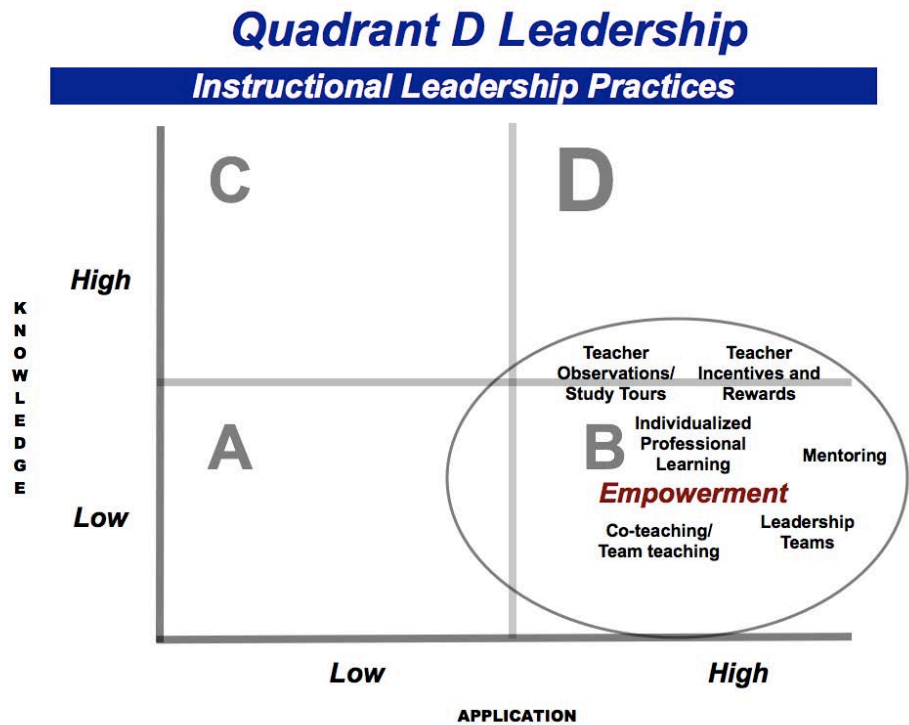 Quadrant D Leadership
Instructional Leadership Practices
C
D
High
KNOWLEDGE
Teacher
Observations/
Study Tours
Teacher
Incentives and
Rewards
A
B
Individualized
Professional
Learning
Mentoring
Empowerment
Low
Co-teaching/
Team teaching
Leadership
Teams
Low
High
APPLICATION